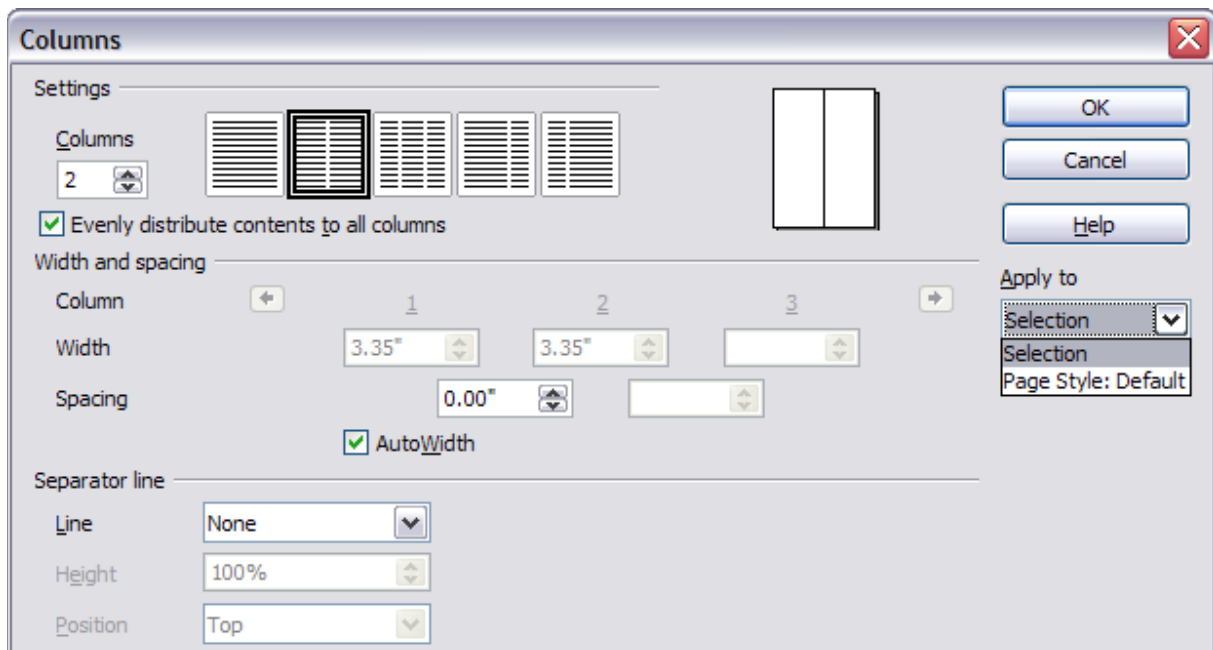 Columns
Settings
Columns
2
Evenly distribute contents to all columns
Width and spacing
Column 1 2 3
Width 3.35" 3.35"
Spacing 0.00"
AutoWidth
Separator line
Line None
Height 100%
Position Top
OK
Cancel
Help
Apply to
Selection
Selection
Page Style: Default